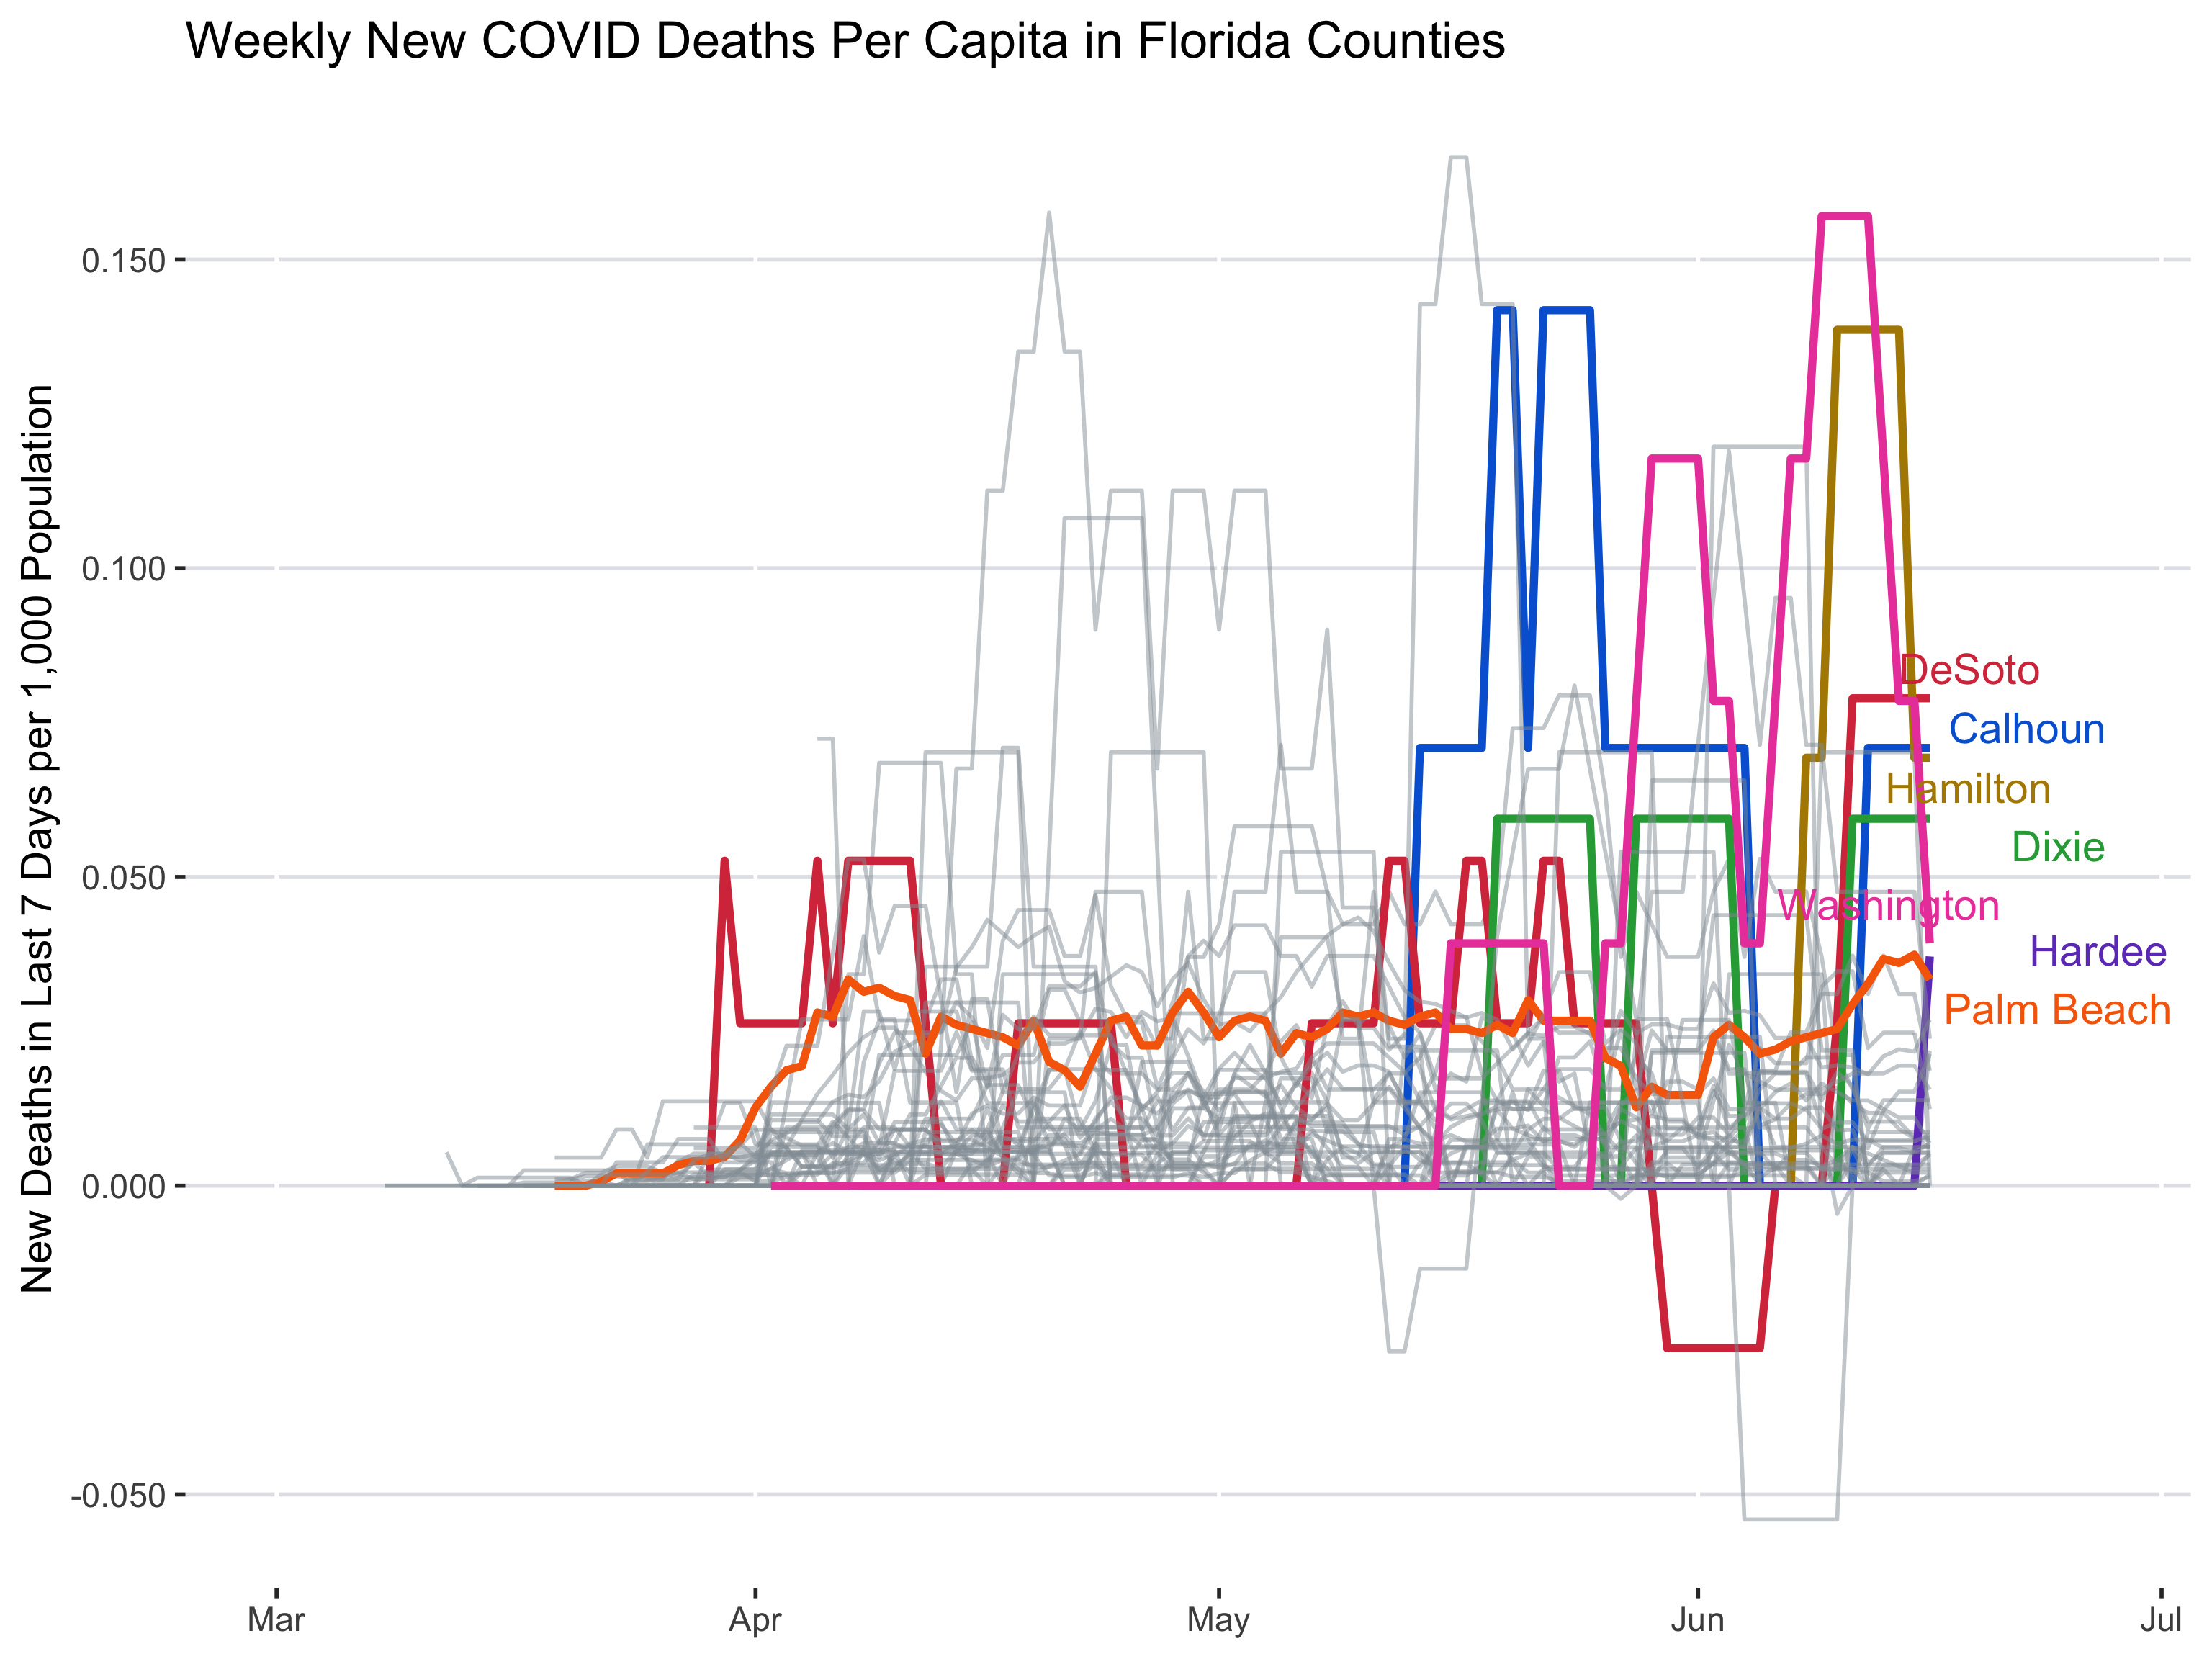 Weekly New COVID Deaths Per Capita in Florida Counties
New Deaths in Last 7 Days per 1,000 Population
0.150
0.100
0.050
0.000
-0.050
DeSoto
Calhoun
Hamilton
Dixie
Washington
Hardee
Palm Beach
Mar Apr May Jun Jul